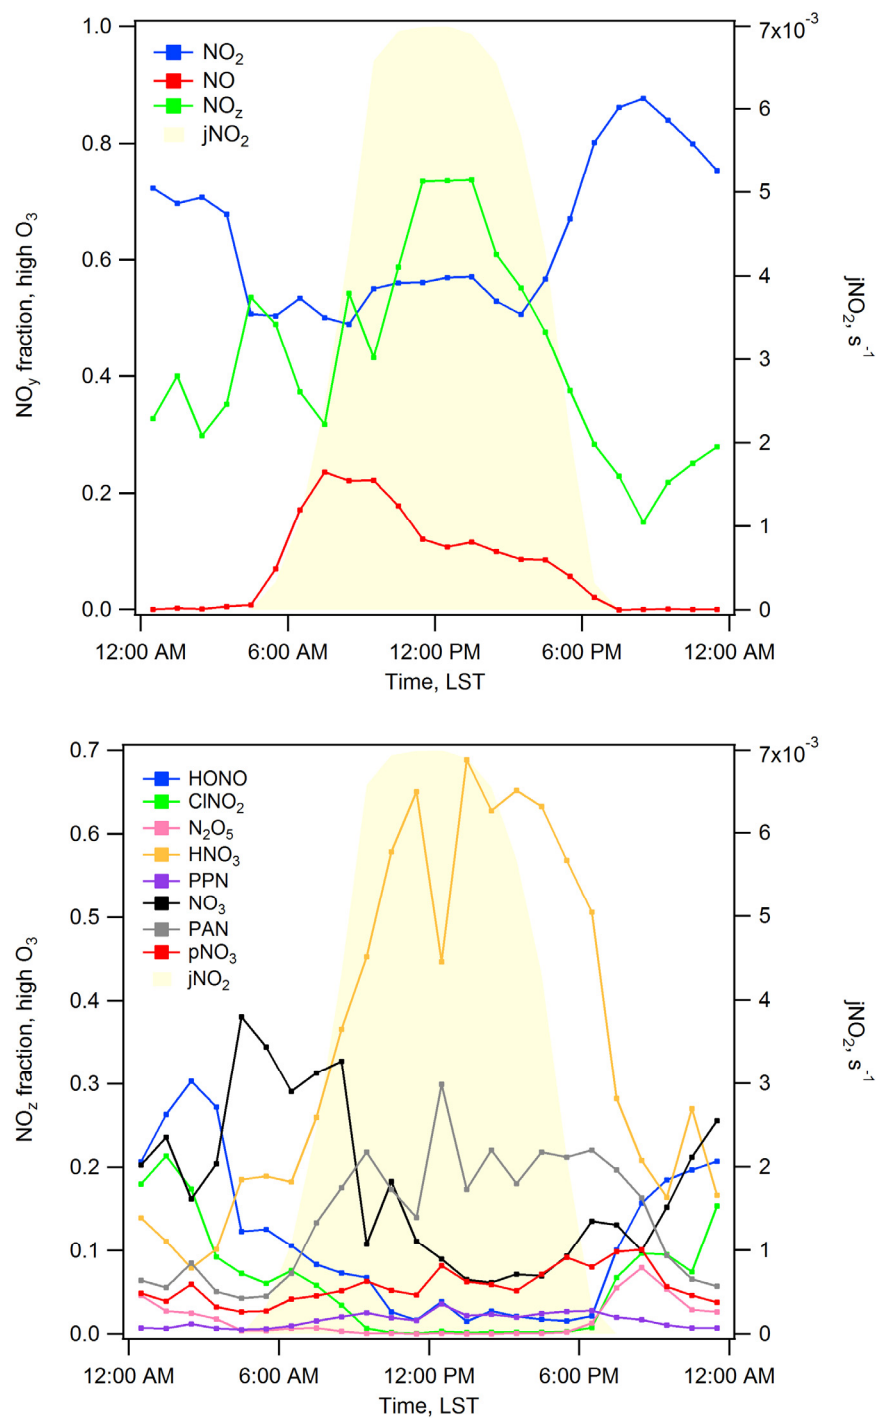 1.0
0.8
0.6
0.4
0.2
0.0
NOy fraction, high O3
NO2
NO
NOz
jNO2
7x10-3
6
5
4
3
2
1
0
jNO2, s-1
12:00 AM 6:00 AM 12:00 PM 6:00 PM 12:00 AM
Time, LST
0.7
0.6
0.5
0.4
0.3
0.2
0.1
0.0
NOz fraction, high O3
HONO
ClNO2
N2O5
HNO3
PPN
NO3
PAN
pNO3
jNO2
7x10-3
6
5
4
3
2
1
0
jNO2, s-1
12:00 AM 6:00 AM 12:00 PM 6:00 PM 12:00 AM
Time, LST